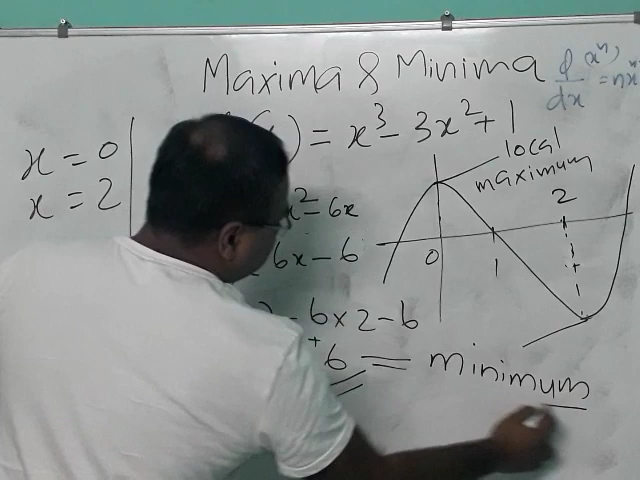 Maxima & Minima
d/dx (xⁿ) = nx
x = 0
x = 2
) = x³ - 3x² + 1
x² - 6x
6x - 6
6x2 - 6
+6 = minimum
local
maximum
0
1
2